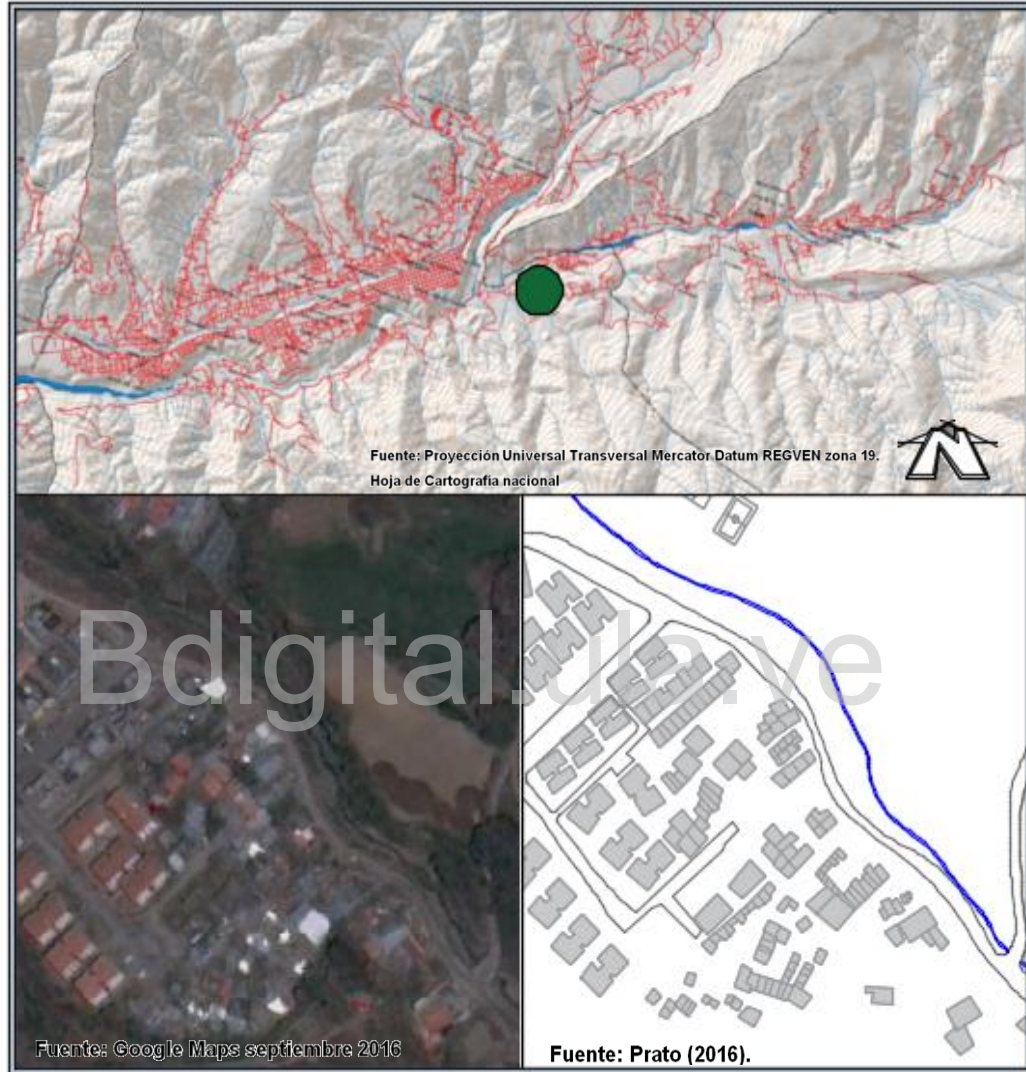 Fuente: Proyección Universal Transversal Mercator Datum REGVEN zona 19.
Hoja de Cartografía nacional
N
Bdigital.ula.ve
Fuente: Google Maps septiembre 2016
Fuente: Prato (2016).